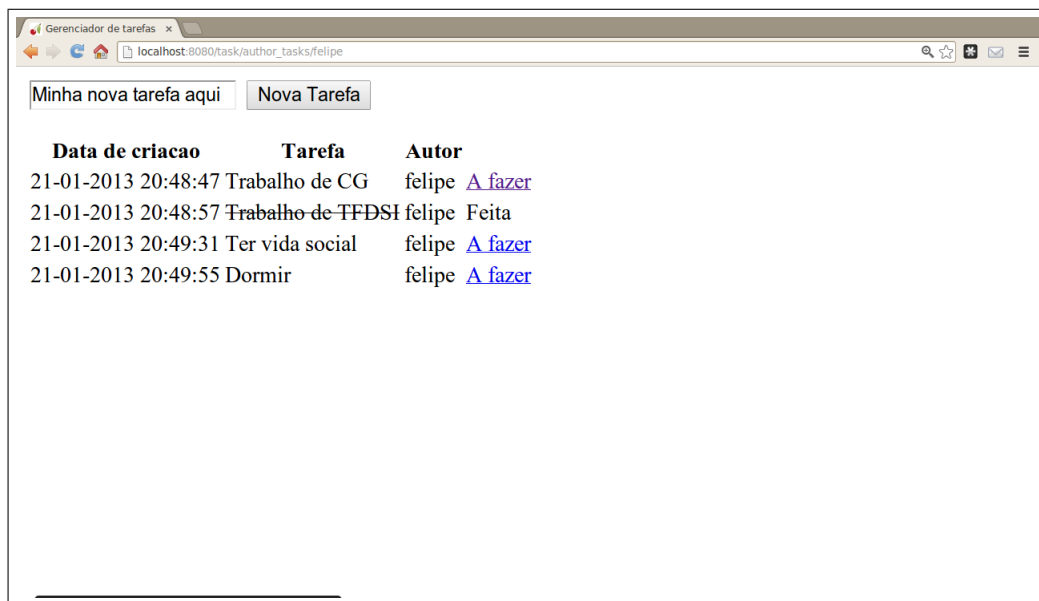 Gerenciador de tarefas x
localhost:8080/task/author_tasks/felipe
Minha nova tarefa aqui Nova Tarefa
Data de criacao Tarefa Autor
21-01-2013 20:48:47 Trabalho de CG felipe A fazer
21-01-2013 20:48:57 Trabalho de TFDSI felipe Feita
21-01-2013 20:49:31 Ter vida social felipe A fazer
21-01-2013 20:49:55 Dormir felipe A fazer